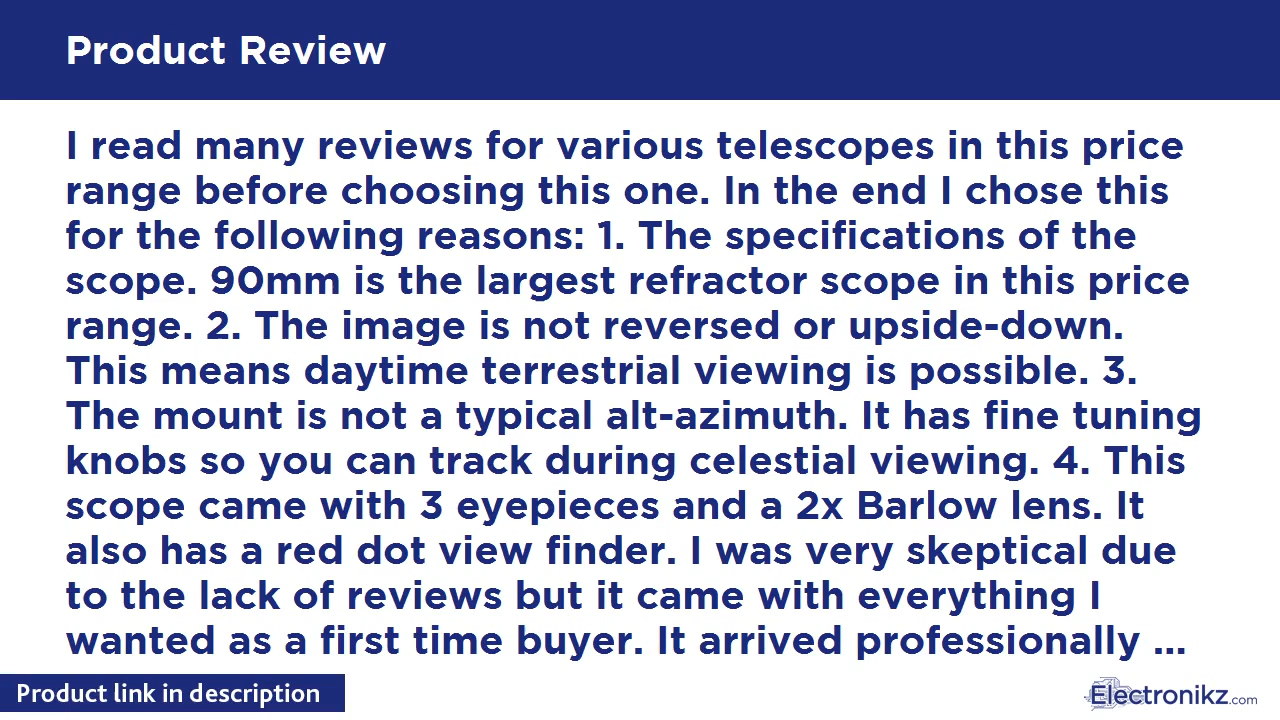 Product Review
I read many reviews for various telescopes in this price
range before choosing this one. In the end I chose this
for the following reasons: 1. The specifications of the
scope. 90mm is the largest refractor scope in this price
range. 2. The image is not reversed or upside-down.
This means daytime terrestrial viewing is possible. 3.
The mount is not a typical alt-azimuth. It has fine tuning
knobs so you can track during celestial viewing. 4. This
scope came with 3 eyepieces and a 2x Barlow lens. It
also has a red dot view finder. I was very skeptical due
to the lack of reviews but it came with everything I
wanted as a first time buyer. It arrived professionally ...
Product link in description
Electronikz.com